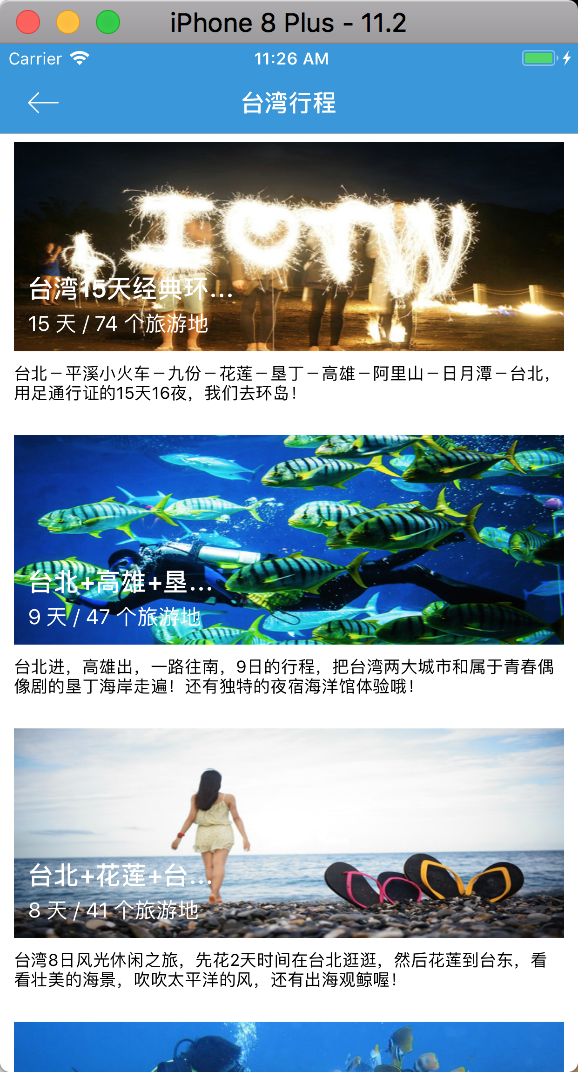 iPhone 8 Plus - 11.2
Carrier 11:26 AM
台湾行程
I TW
台湾15天经典环...
15 天 / 74 个旅游地
台北－平溪小火车－九份－花莲－垦丁－高雄－阿里山－日月潭－台北，
用足通行证的15天16夜，我们去环岛！
台北+高雄+垦...
9 天 / 47 个旅游地
台北进，高雄出，一路往南，9日的行程，把台湾两大城市和属于青春偶
像剧的垦丁海岸走遍！还有独特的夜宿海洋馆体验哦！
台北+花莲+台...
8 天 / 41 个旅游地
台湾8日风光休闲之旅，先花2天时间在台北逛逛，然后花莲到台东，看
看壮美的海景，吹吹太平洋的风，还有出海观鲸喔！